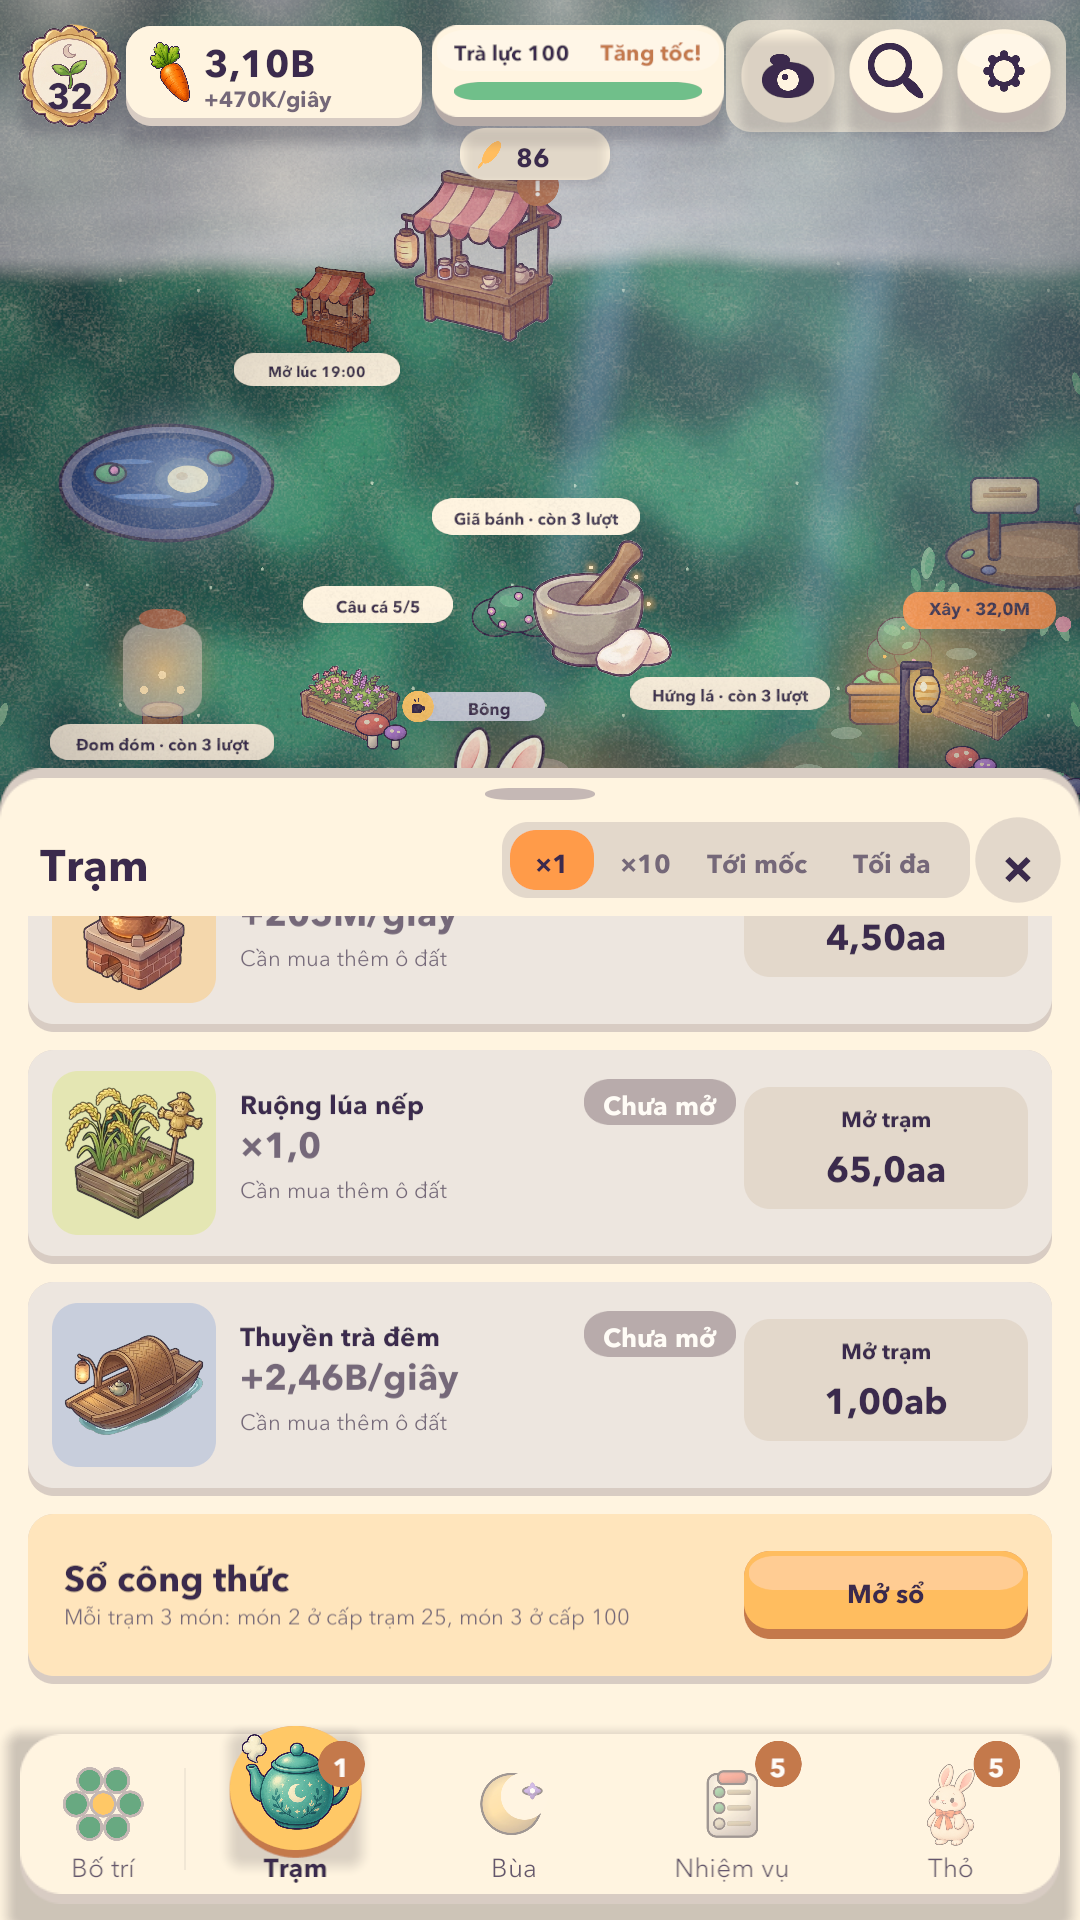 32
3,10B
+470K/giây
Trà lực 100
Tăng tốc!
86
!
Mở lúc 19:00
Giã bánh · còn 3 lượt
Câu cá 5/5
Xây · 32,0M
Hứng lá · còn 3 lượt
Bông
Đom đóm · còn 3 lượt
Trạm
×1
×10
Tới mốc
Tối đa
×
+205M/giây
Cần mua thêm ô đất
4,50aa
Ruộng lúa nếp
×1,0
Cần mua thêm ô đất
Chưa mở
Mở trạm
65,0aa
Thuyền trà đêm
+2,46B/giây
Cần mua thêm ô đất
Chưa mở
Mở trạm
1,00ab
Sổ công thức
Mỗi trạm 3 món: món 2 ở cấp trạm 25, món 3 ở cấp 100
Mở sổ
1
5
5
Bố trí
Trạm
Bùa
Nhiệm vụ
Thỏ